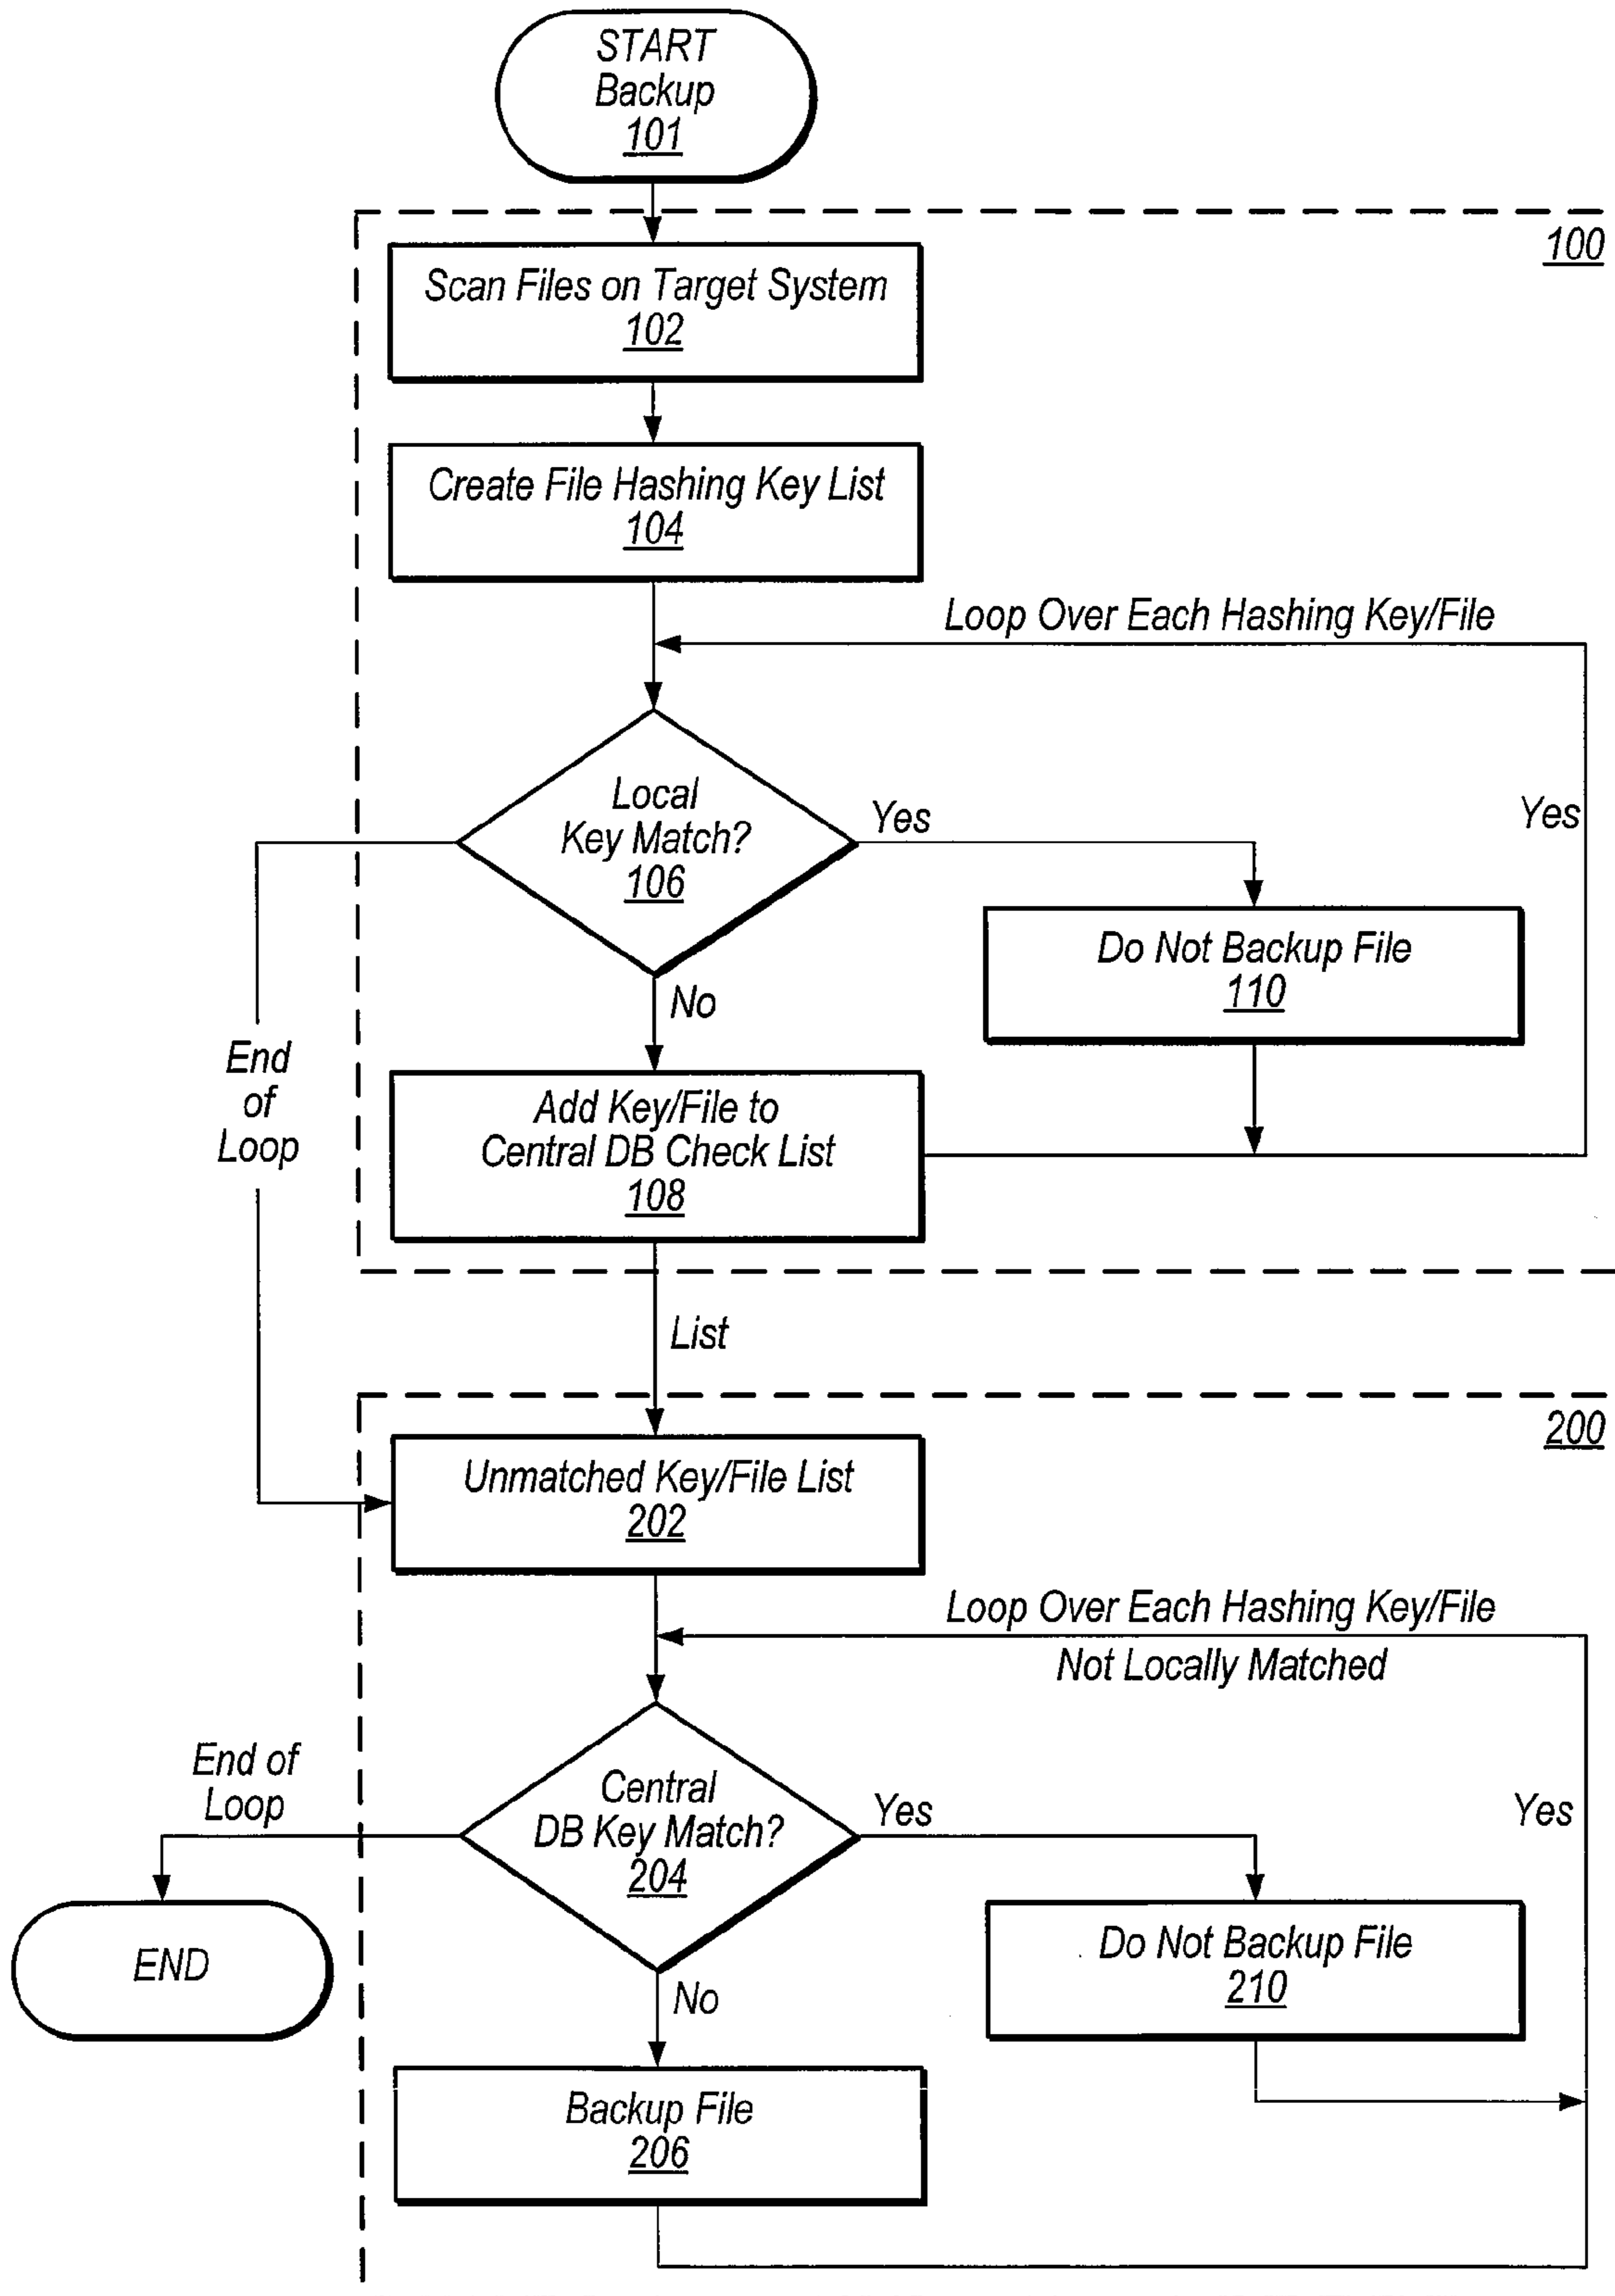 START
Backup
101
100
Scan Files on Target System
102
Create File Hashing Key List
104
Loop Over Each Hashing Key/File
Local
Key Match?
106
Yes
Yes
Do Not Backup File
110
No
End
of
Loop
Add Key/File to
Central DB Check List
108
List
200
Unmatched Key/File List
202
Loop Over Each Hashing Key/File
Not Locally Matched
End of
Loop
Central
DB Key Match?
204
Yes
Yes
END
Do Not Backup File
210
No
Backup File
206